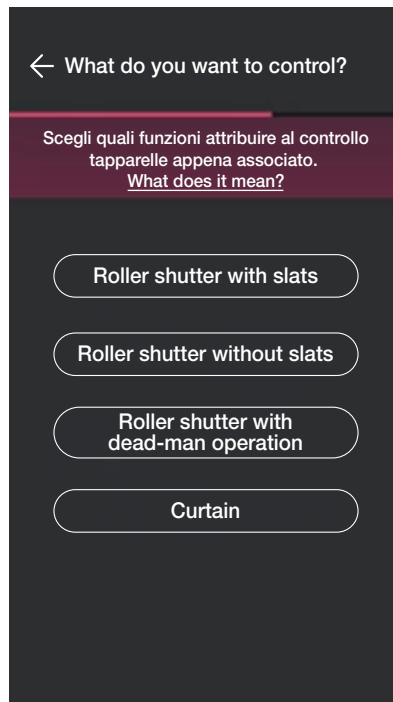 What do you want to control?
Scegli quali funzioni attribuire al controllo
tapparelle appena associato.
What does it mean?
Roller shutter with slats
Roller shutter without slats
Roller shutter with
dead-man operation
Curtain